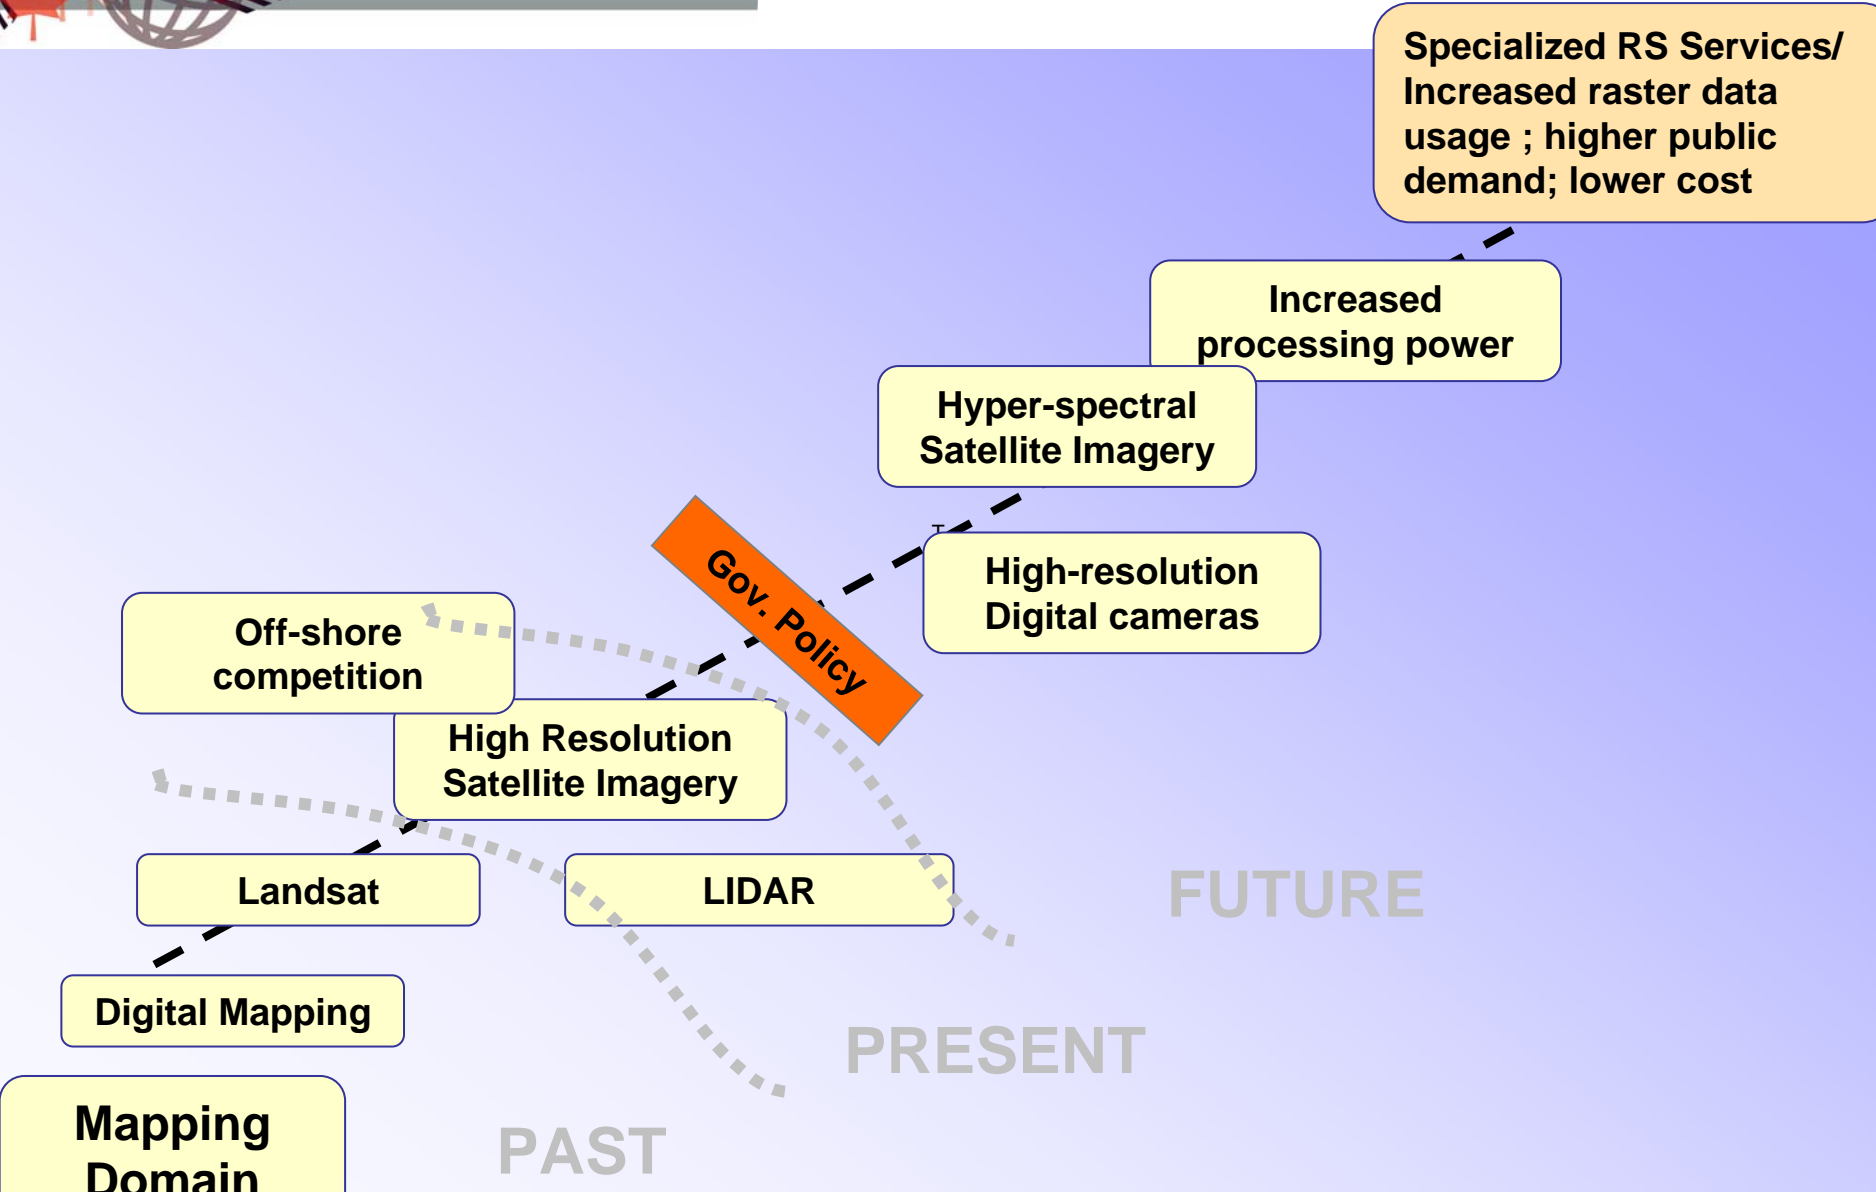 Specialized RS Services/
Increased raster data
usage ; higher public
demand; lower cost
Increased
processing power
Hyper-spectral
Satellite Imagery
High-resolution
Digital cameras
Gov. Policy
Off-shore
competition
High Resolution
Satellite Imagery
Landsat
LIDAR
FUTURE
Digital Mapping
PRESENT
Mapping
Domain
PAST